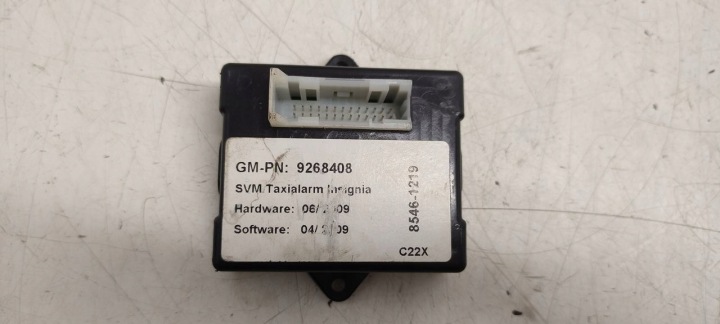 GM-PN: 9268408
SVM Taxialarm Insignia
Hardware: 06/2009
Software: 04/2009
8546-1219
C22X